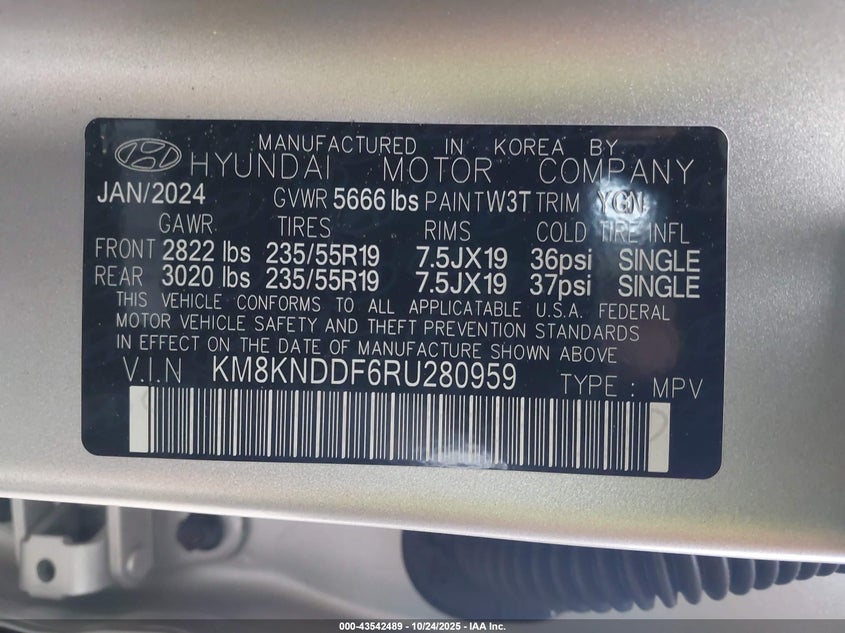 MANUFACTURED IN KOREA BY
HYUNDAI MOTOR COMPANY
JAN/2024 GVWR 5666 lbs PAINT W3T TRIM YGN
GAWR TIRES RIMS COLD TIRE INFL
FRONT 2822 lbs 235/55R19 7.5JX19 36psi SINGLE
REAR 3020 lbs 235/55R19 7.5JX19 37psi SINGLE
THIS VEHICLE CONFORMS TO ALL APPLICATABLE U.S.A. FEDERAL
MOTOR VEHICLE SAFETY AND THEFT PREVENTION STANDARDS
IN EFFECT ON THE DATE OF MANUFACTURE SHOWN ABOVE
V.I.N KM8KNDDF6RU280959 TYPE : MPV
000-43542489 - 10/24/2025 - IAA Inc.